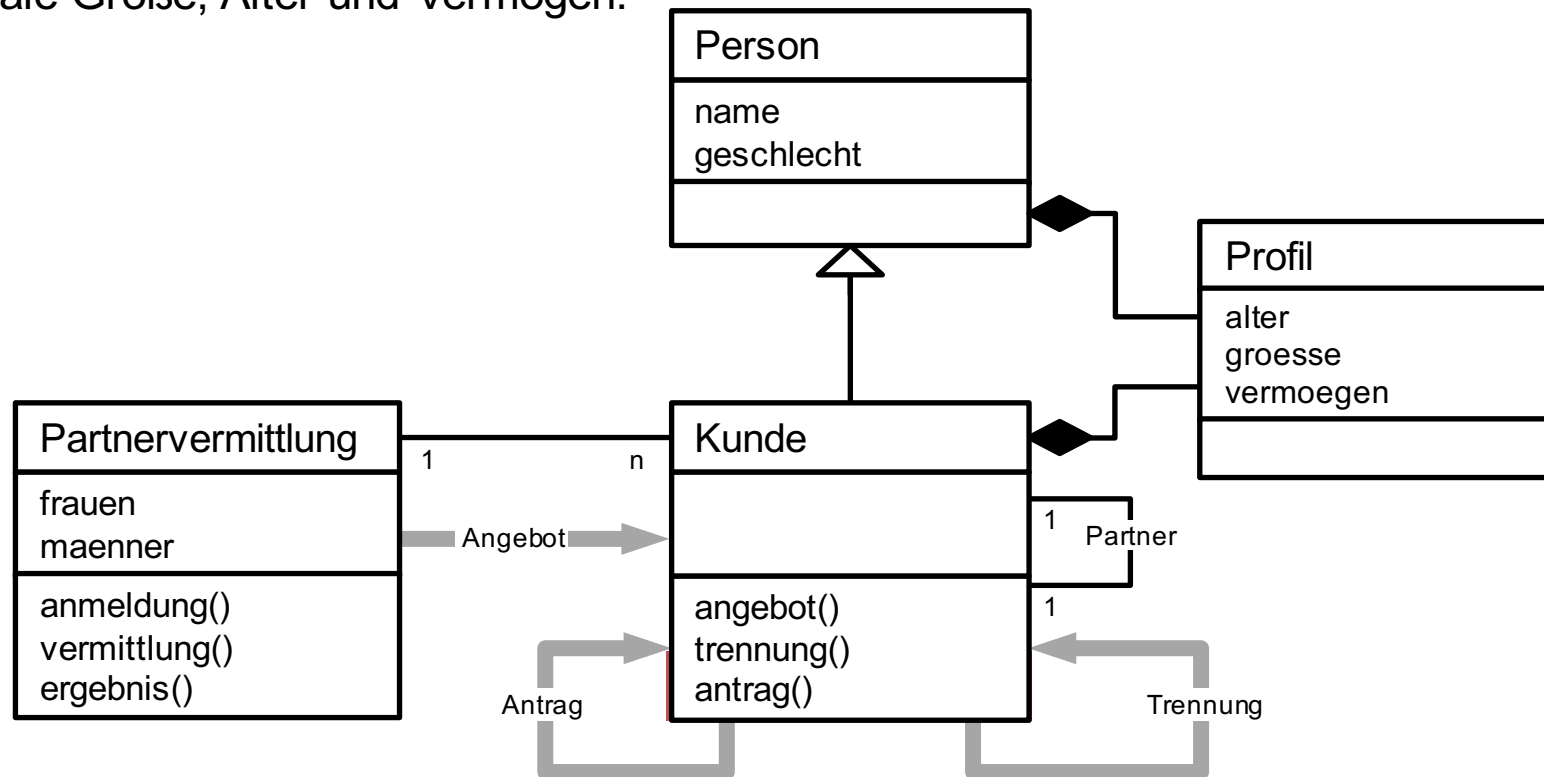 ale Größe, Alter und Vermögen.
Person
name
geschlecht
Profil
alter
groesse
vermoegen
Partnervermittlung
1
n
Kunde
frauen
maenner
Angebot
1
Partner
anmeldung()
vermittlung()
ergebnis()
angebot()
trennung()
antrag()
1
Antrag
Trennung